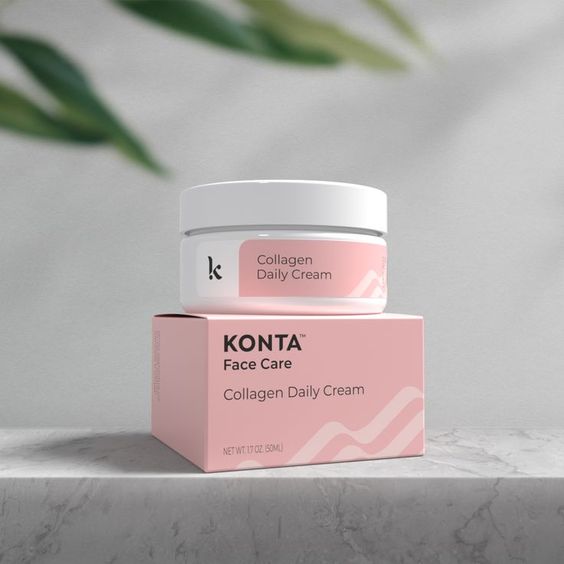 k
Collagen
Daily Cream
KONTA™
Face Care
Collagen Daily Cream
NET WT. 1.7 OZ. (50ML)